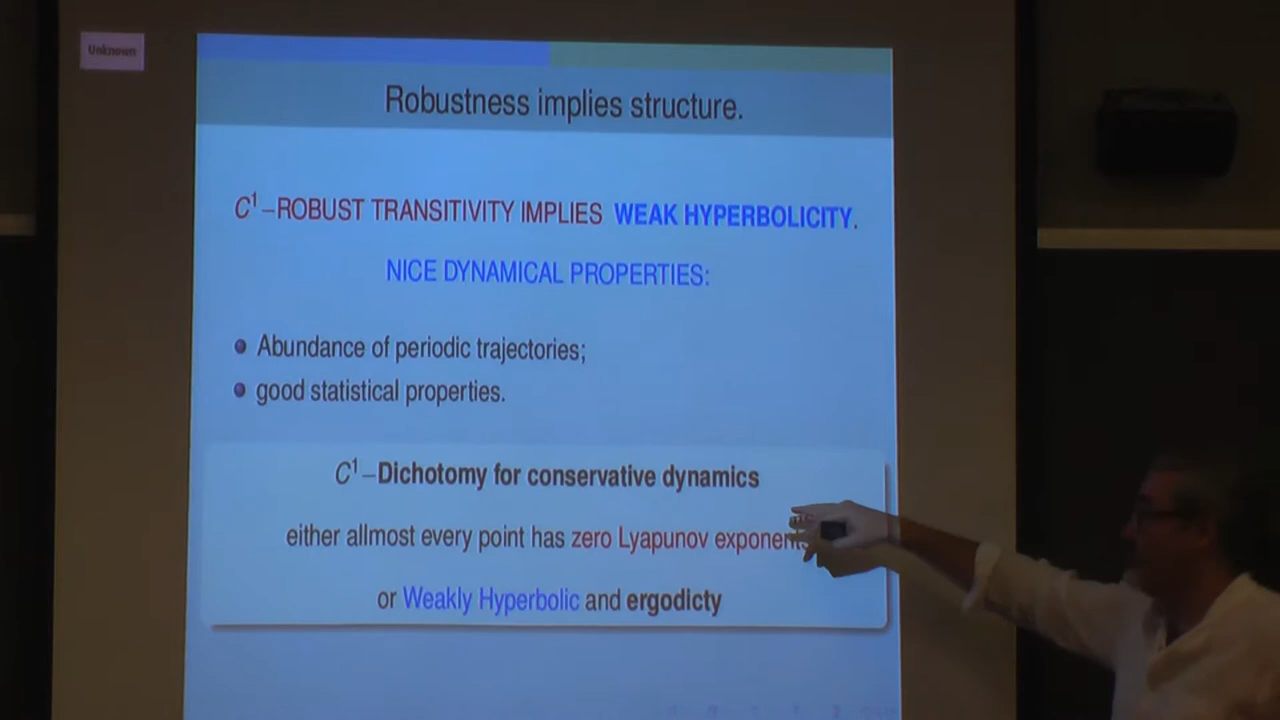 Unknown
Robustness implies structure.
C¹–ROBUST TRANSITIVITY IMPLIES WEAK HYPERBOLICITY.
NICE DYNAMICAL PROPERTIES:
Abundance of periodic trajectories;
good statistical properties.
C¹–Dichotomy for conservative dynamics
either allmost every point has zero Lyapunov exponents
or Weakly Hyperbolic and ergodicty